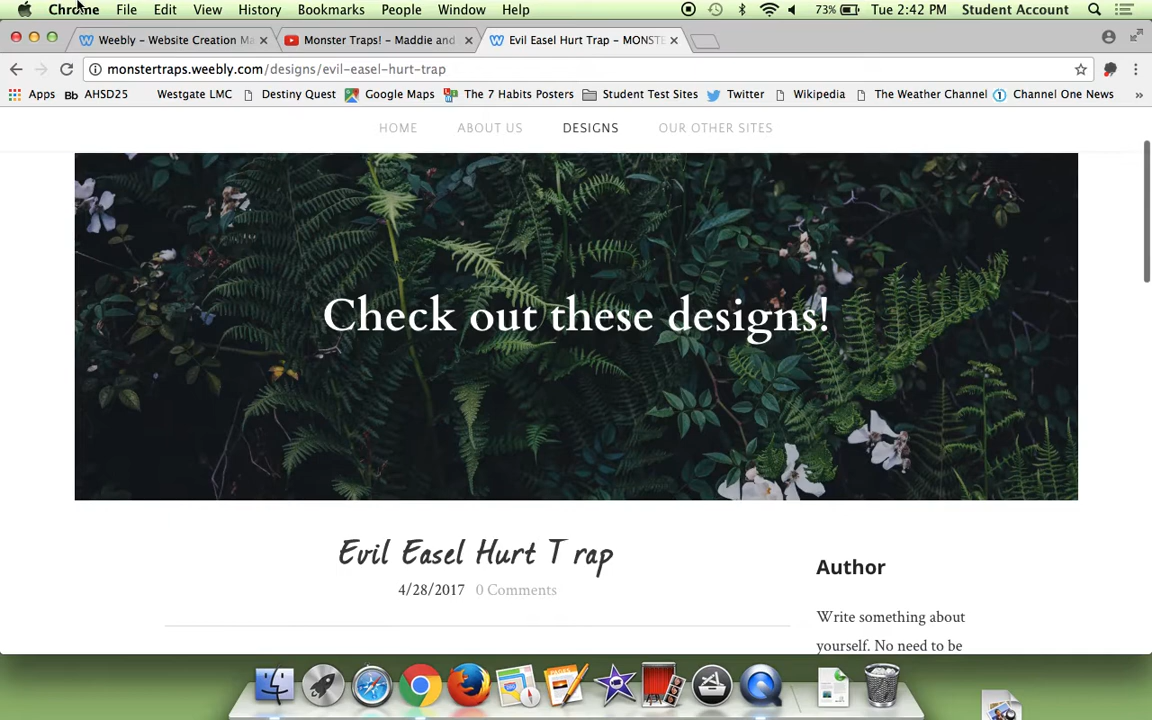 Chrome File Edit View History Bookmarks People Window Help 73% Tue 2:42 PM Student Account
Weebly - Website Creation Ma Monster Traps! - Maddie and Evil Easel Hurt Trap - MONSTE
monstertraps.weebly.com/designs/evil-easel-hurt-trap
Apps Bb AHSD25 Westgate LMC Destiny Quest Google Maps The 7 Habits Posters Student Test Sites Twitter Wikipedia The Weather Channel 1 Channel One News »
HOME ABOUT US DESIGNS OUR OTHER SITES
Check out these designs!
Evil Easel Hurt T rap
4/28/2017 0 Comments
Author
Write something about
yourself. No need to be